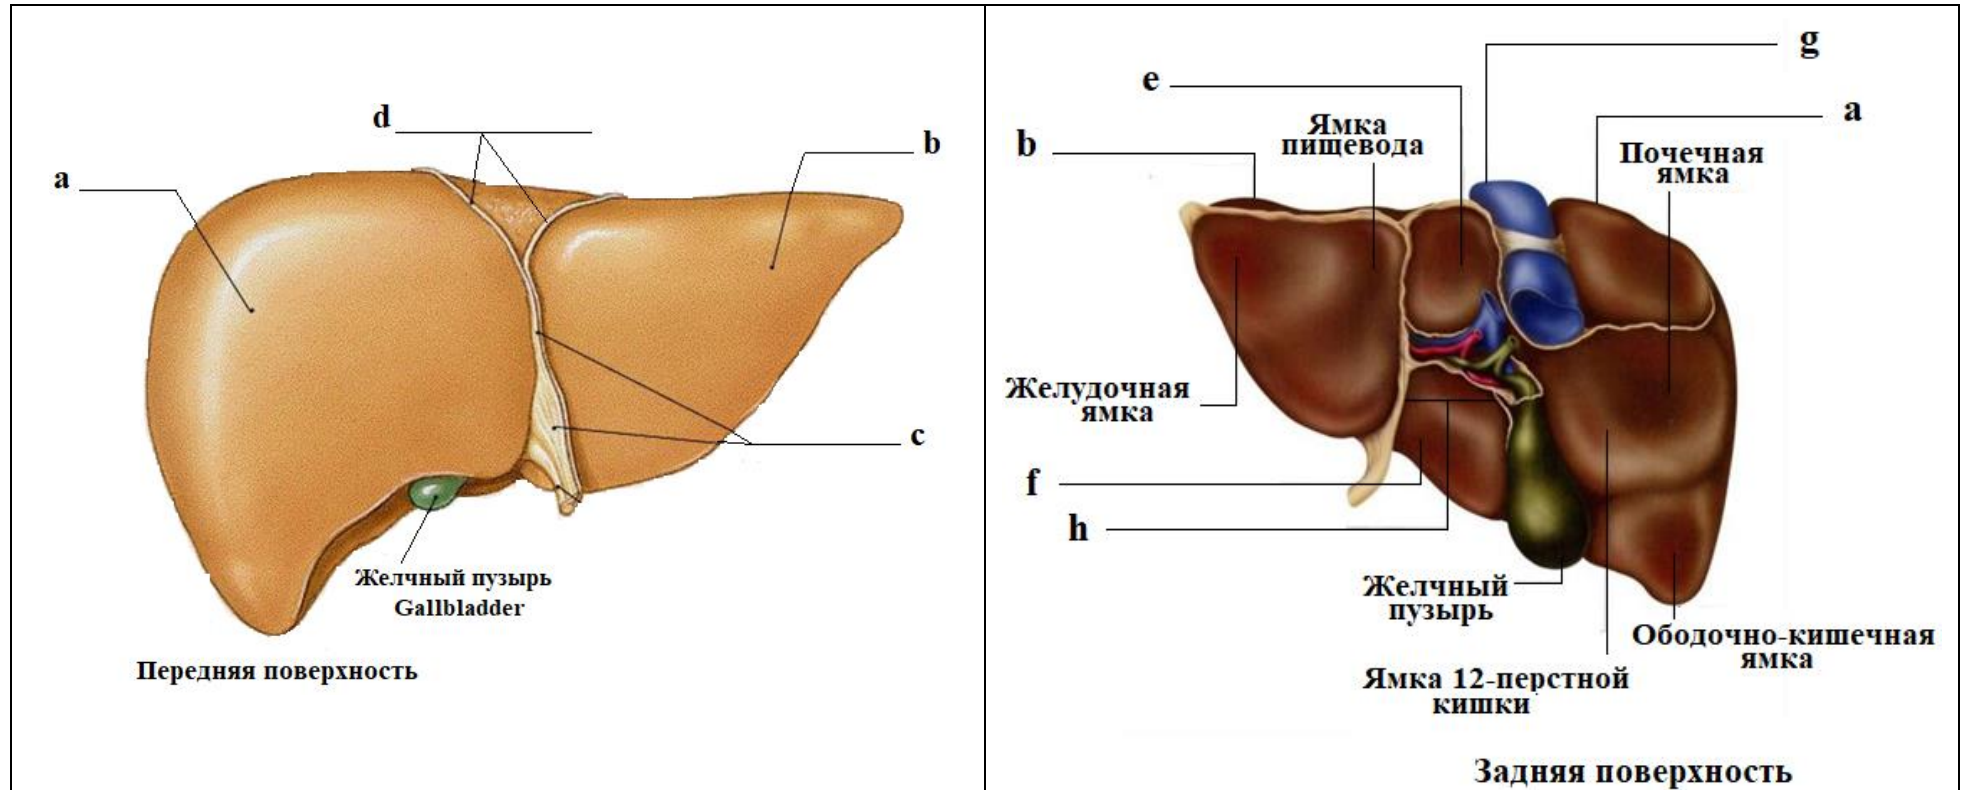 d
b
a
c
Желчный пузырь
Gallbladder
Передняя поверхность
g
e
a
b
Ямка
пищевода
Почечная
ямка
Желудочная
ямка
f
h
Желчный
пузырь
Ободочно-кишечная
ямка
Ямка 12-перстной
кишки
Задняя поверхность